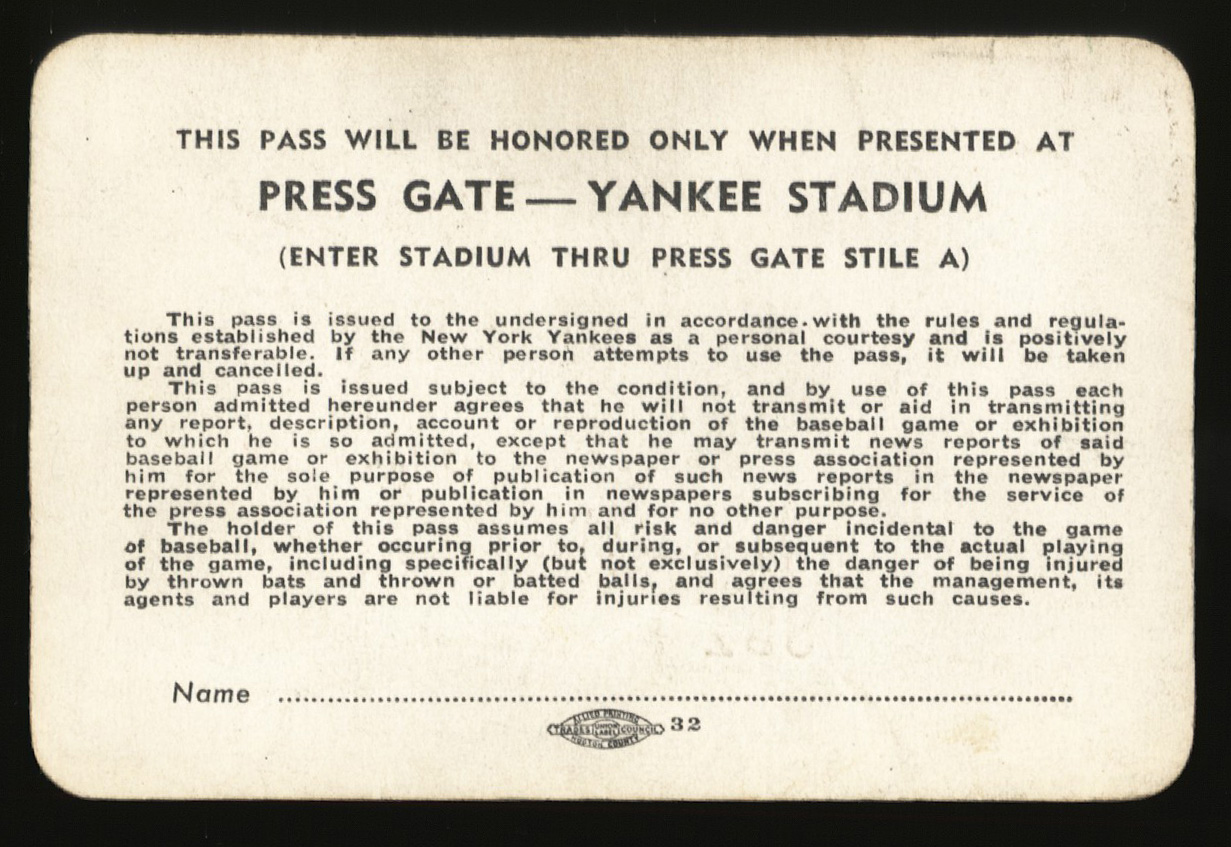 THIS PASS WILL BE HONORED ONLY WHEN PRESENTED AT
PRESS GATE — YANKEE STADIUM
(ENTER STADIUM THRU PRESS GATE STILE A)
This pass is issued to the undersigned in accordance with the rules and regula-
tions established by the New York Yankees as a personal courtesy and is positively
not transferable. If any other person attempts to use the pass, it will be taken
up and cancelled.
This pass is issued subject to the condition, and by use of this pass each
person admitted hereunder agrees that he will not transmit or aid in transmitting
any report, description, account or reproduction of the baseball game or exhibition
to which he is so admitted, except that he may transmit news reports of said
baseball game or exhibition to the newspaper or press association represented by
him for the sole purpose of publication of such news reports in the newspaper
represented by him or publication in newspapers subscribing for the service of
the press association represented by him and for no other purpose.
The holder of this pass assumes all risk and danger incidental to the game
of baseball, whether occuring prior to, during, or subsequent to the actual playing
of the game, including specifically (but not exclusively) the danger of being injured
by thrown bats and thrown or batted balls, and agrees that the management, its
agents and players are not liable for injuries resulting from such causes.
Name
ALLIED PRINTING
TRADES UNION LABEL COUNCIL 32
HUDSON COUNTY